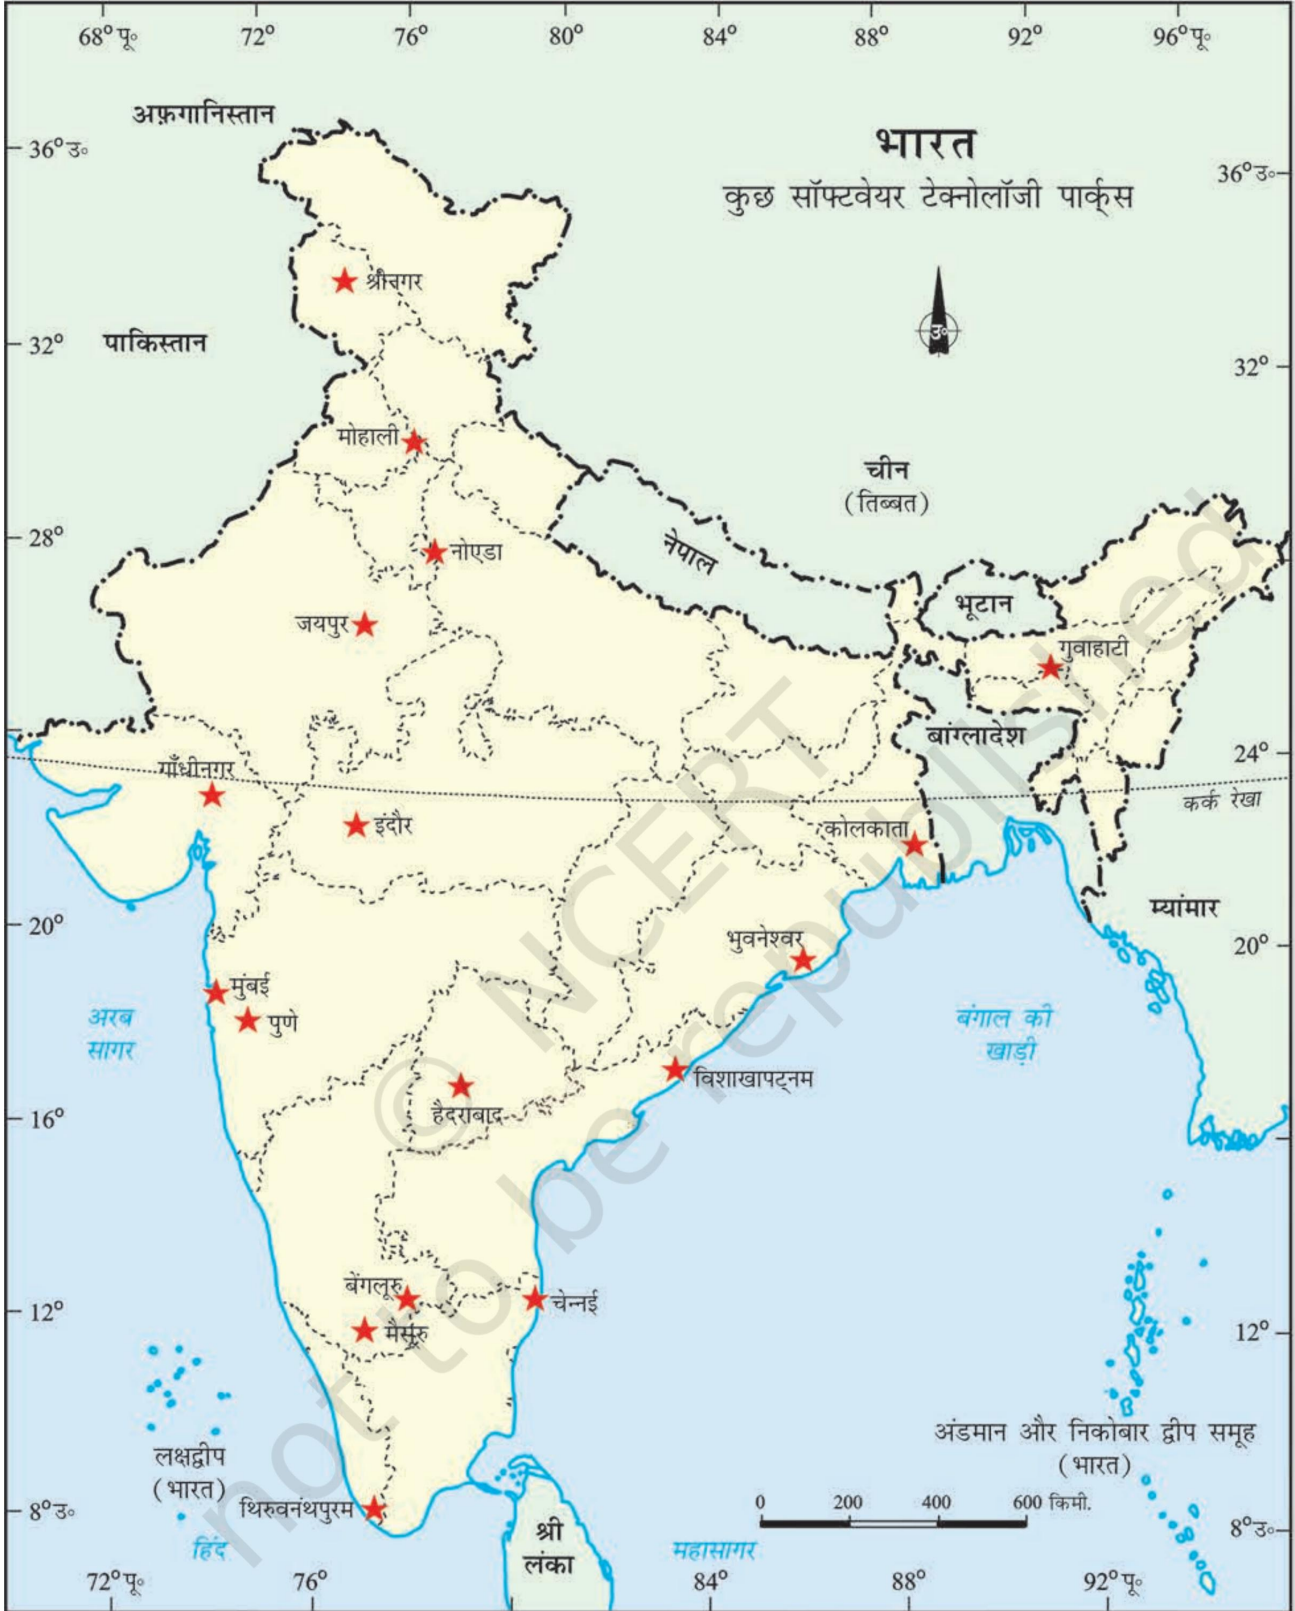 68° पू॰ 72° 76° 80° 84° 88° 92° 96° पू॰
अफ़गानिस्तान
भारत
36° उ॰
36° उ॰
कुछ सॉफ्टवेयर टेक्नोलॉजी पार्क्स
श्रीनगर
उ॰
पाकिस्तान
32°
32°
मोहाली
चीन
(तिब्बत)
28°
नोएडा
नेपाल
भूटान
जयपुर
गुवाहाटी
बांग्लादेश
24°
गाँधीनगर
कर्क रेखा
इंदौर
कोलकाता
म्यांमार
20°
भुवनेश्वर
20°
मुंबई
अरब
सागर
पुणे
बंगाल की
खाड़ी
विशाखापट्नम
हैदराबाद
16°
बेंगलूरु
चेन्नई
12°
मैसूरु
12°
लक्षद्वीप
(भारत)
अंडमान और निकोबार द्वीप समूह
(भारत)
थिरुवनंथपुरम
0 200 400 600 किमी.
8° उ॰
8° उ॰
श्री
लंका
हिंद
महासागर
72° पू॰ 76° 84° 88° 92° पू॰
© NCERT
not to be republished